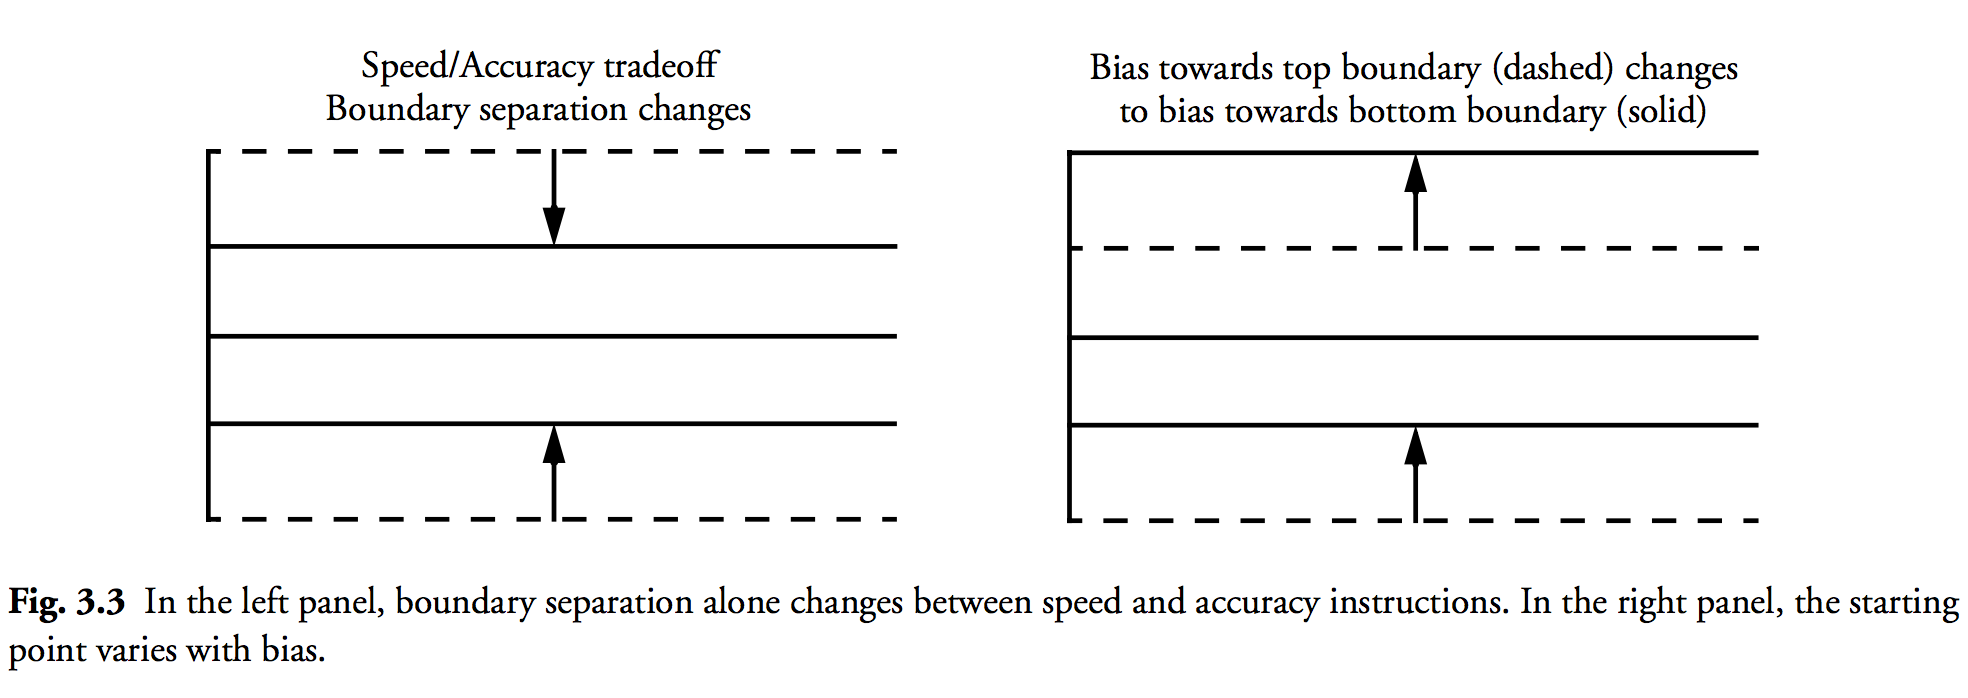 Speed/Accuracy tradeoff
Boundary separation changes
Bias towards top boundary (dashed) changes
to bias towards bottom boundary (solid)
Fig. 3.3 In the left panel, boundary separation alone changes between speed and accuracy instructions. In the right panel, the starting
point varies with bias.